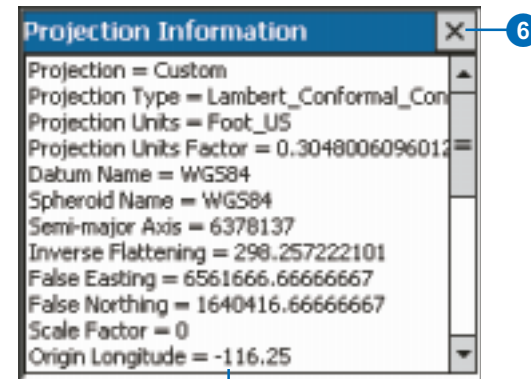 Projection Information
6
Projection = Custom
Projection Type = Lambert_Conformal_Con
Projection Units = Foot_US
Projection Units Factor = 0.3048006096012
Datum Name = WGS84
Spheroid Name = WGS84
Semi-major Axis = 6378137
Inverse Flattening = 298.257222101
False Easting = 6561666.66666667
False Northing = 1640416.66666667
Scale Factor = 0
Origin Longitude = -116.25